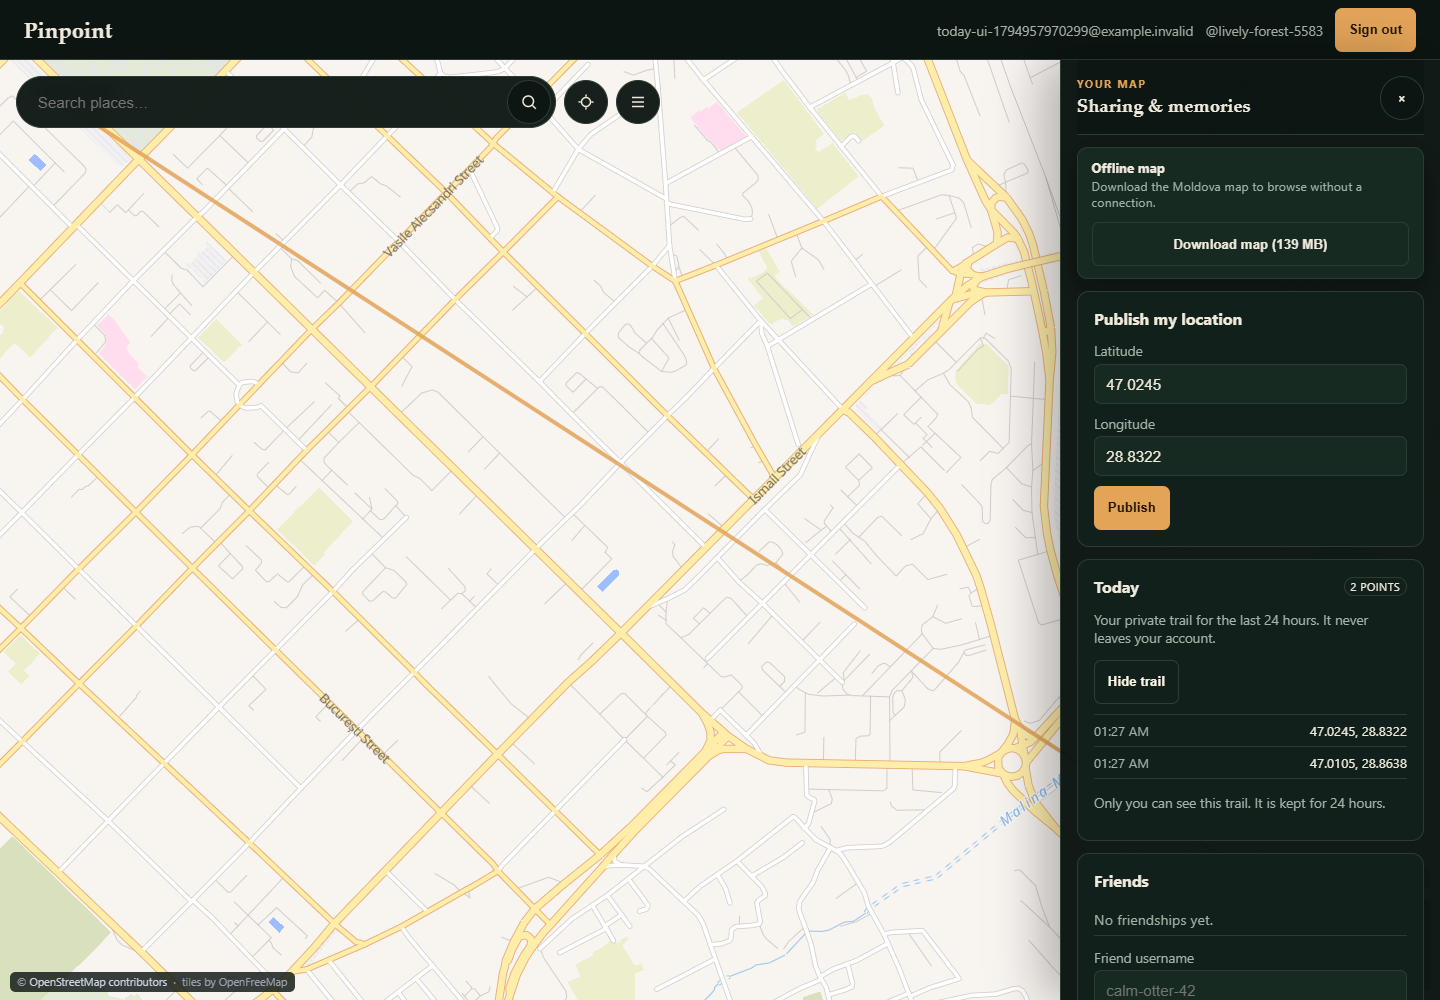 Pinpoint
today-ui-1794957970299@example.invalid @lively-forest-5583 Sign out
Search places...
YOUR MAP
Sharing & memories
×
Offline map
Download the Moldova map to browse without a
connection.
Download map (139 MB)
Publish my location
Latitude
47.0245
Longitude
28.8322
Publish
Today
2 POINTS
Your private trail for the last 24 hours. It never
leaves your account.
Hide trail
01:27 AM 47.0245, 28.8322
01:27 AM 47.0105, 28.8638
Only you can see this trail. It is kept for 24 hours.
Friends
No friendships yet.
Friend username
calm-otter-42
Vasile Alecsandri Street
Ismail Street
București Street
© OpenStreetMap contributors · tiles by OpenFreeMap